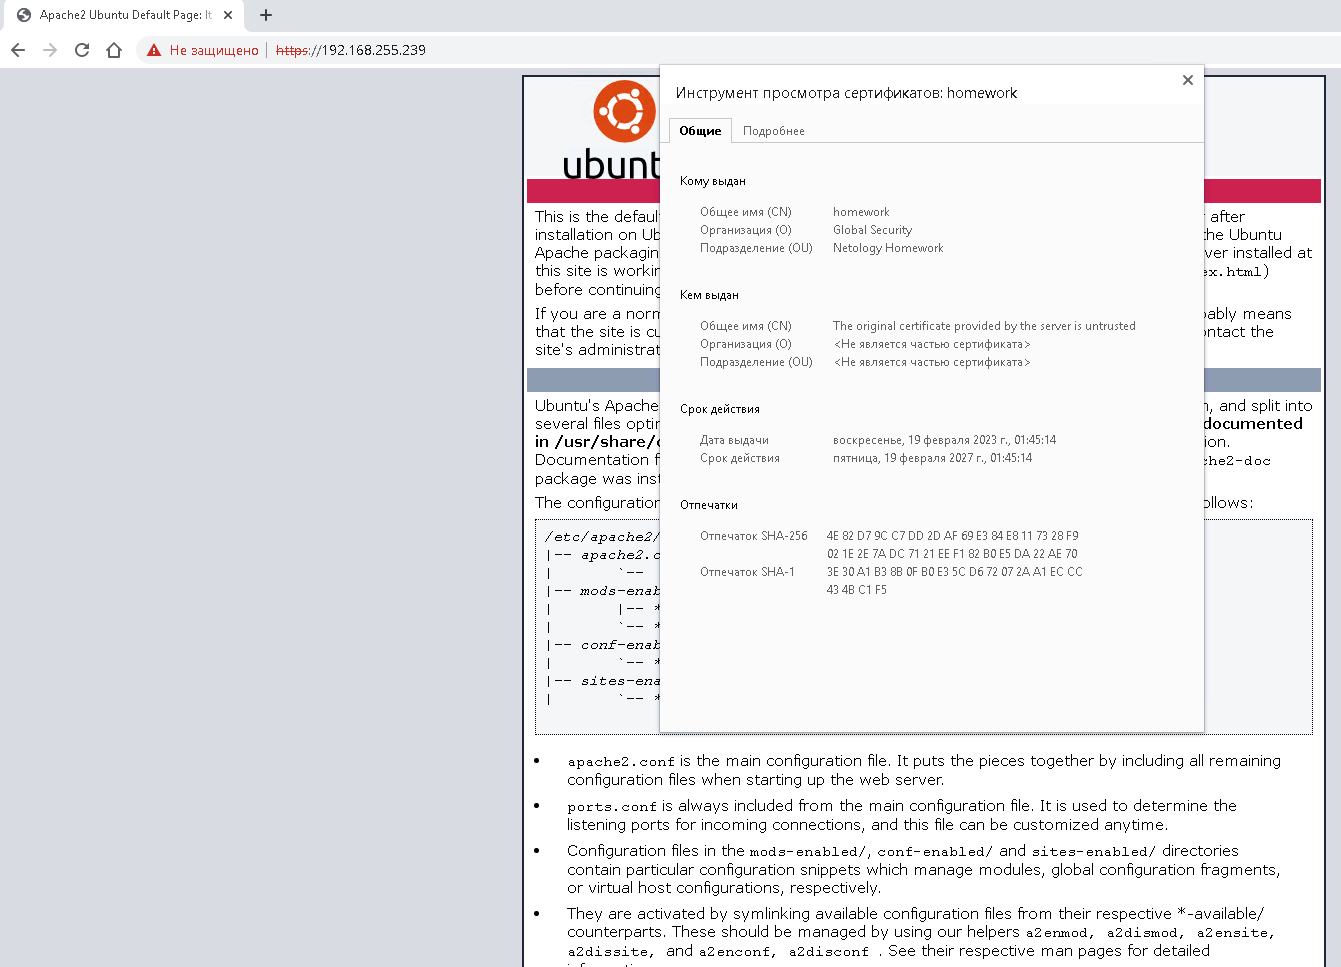 Apache2 Ubuntu Default Page: It
Не защищено | https://192.168.255.239
ubunt
Инструмент просмотра сертификатов: homework
Общие Подробнее
Кому выдан
Общее имя (CN) homework
Организация (O) Global Security
Подразделение (OU) Netology Homework
Кем выдан
Общее имя (CN) The original certificate provided by the server is untrusted
Организация (O) <Не является частью сертификата>
Подразделение (OU) <Не является частью сертификата>
Срок действия
Дата выдачи воскресенье, 19 февраля 2023 г., 01:45:14
Срок действия пятница, 19 февраля 2027 г., 01:45:14
Отпечатки
Отпечаток SHA-256 4E 82 D7 9C C7 DD 2D AF 69 E3 84 E8 11 73 28 F9
02 1E 2E 7A DC 71 21 EE F1 82 B0 E5 DA 22 AE 70
Отпечаток SHA-1 3E 30 A1 B3 8B 0F B0 E3 5C D6 72 07 2A A1 EC CC
43 4B C1 F5
This is the defaul after
installation on Ub he Ubuntu
Apache packagin ver installed at
this site is workin ex.html)
before continuing
If you are a norm bably means
that the site is cu ntact the
site's administrat
Ubuntu's Apache n, and split into
several files optim documented
in /usr/share/ ion.
Documentation f che2-doc
package was inst
The configuration ollows:
/etc/apache2/
|-- apache2.c
| `--
|-- mods-enab
| |-- *
| `-- *
|-- conf-enab
| `-- *
|-- sites-ena
| `-- *
• apache2.conf is the main configuration file. It puts the pieces together by including all remaining
configuration files when starting up the web server.
• ports.conf is always included from the main configuration file. It is used to determine the
listening ports for incoming connections, and this file can be customized anytime.
• Configuration files in the mods-enabled/, conf-enabled/ and sites-enabled/ directories
contain particular configuration snippets which manage modules, global configuration fragments,
or virtual host configurations, respectively.
• They are activated by symlinking available configuration files from their respective *-available/
counterparts. These should be managed by using our helpers a2enmod, a2dismod, a2ensite,
a2dissite, and a2enconf, a2disconf . See their respective man pages for detailed